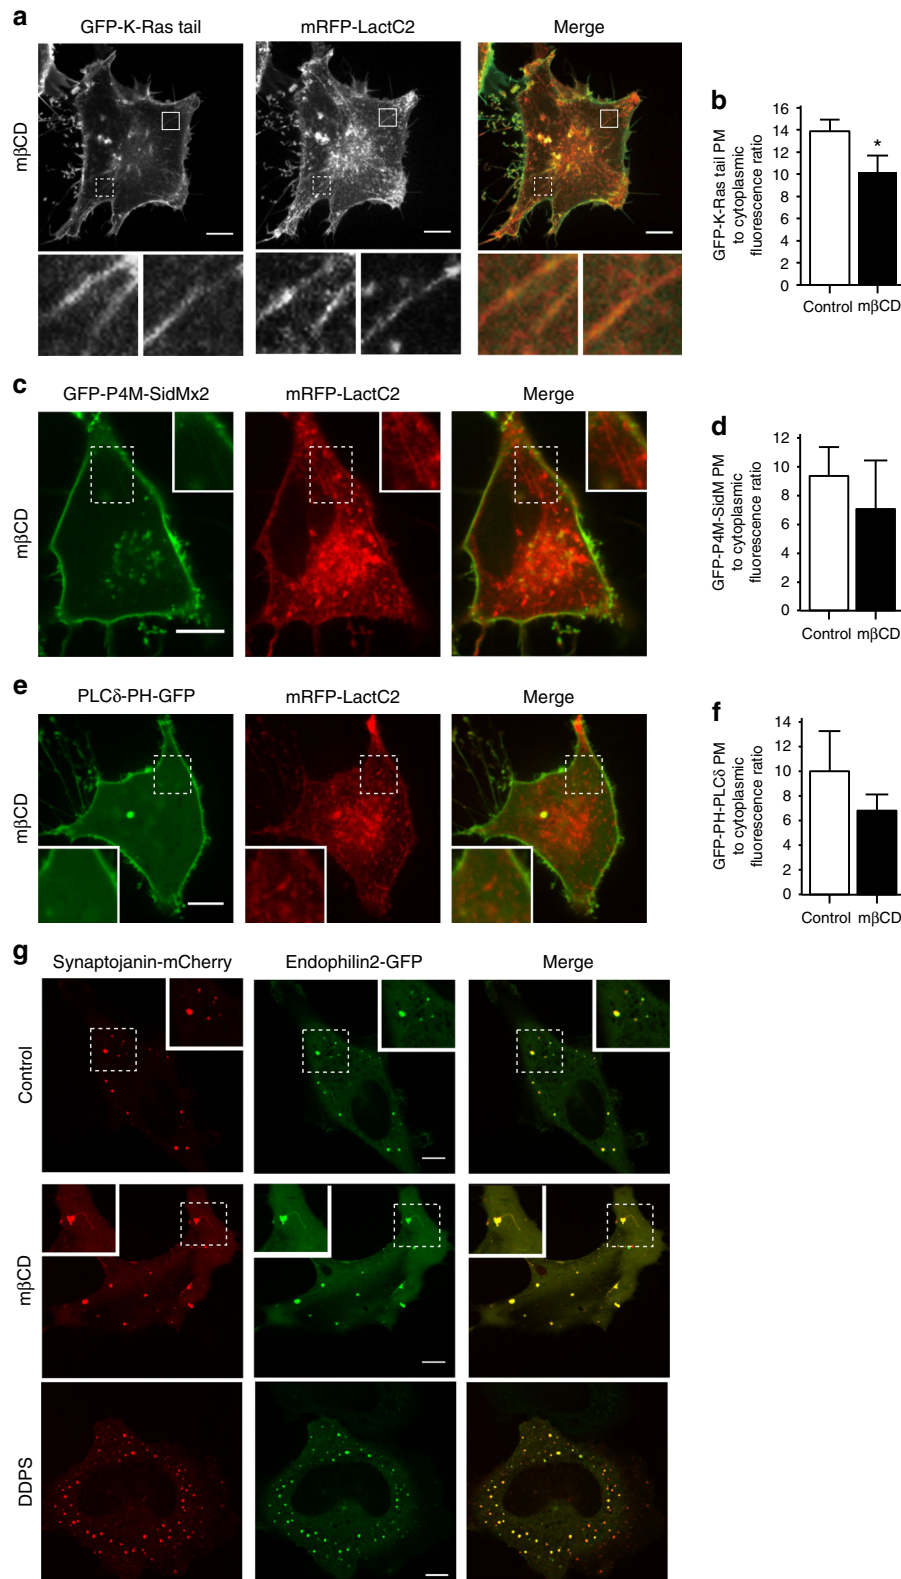 a
GFP-K-Ras tail
mRFP-LactC2
Merge
mβCD
b
GFP-K-Ras tail PM
to cytoplasmic
fluorescence ratio
16
14
12
10
8
6
4
2
0
*
Control
mβCD
c
GFP-P4M-SidMx2
mRFP-LactC2
Merge
mβCD
d
GFP-P4M-SidM PM
to cytoplasmic
fluorescence ratio
12
10
8
6
4
2
0
Control
mβCD
e
PLCδ-PH-GFP
mRFP-LactC2
Merge
mβCD
f
GFP-PH-PLCδ PM
to cytoplasmic
fluorescence ratio
14
12
10
8
6
4
2
0
Control
mβCD
g
Synaptojanin-mCherry
Endophilin2-GFP
Merge
Control
mβCD
DDPS